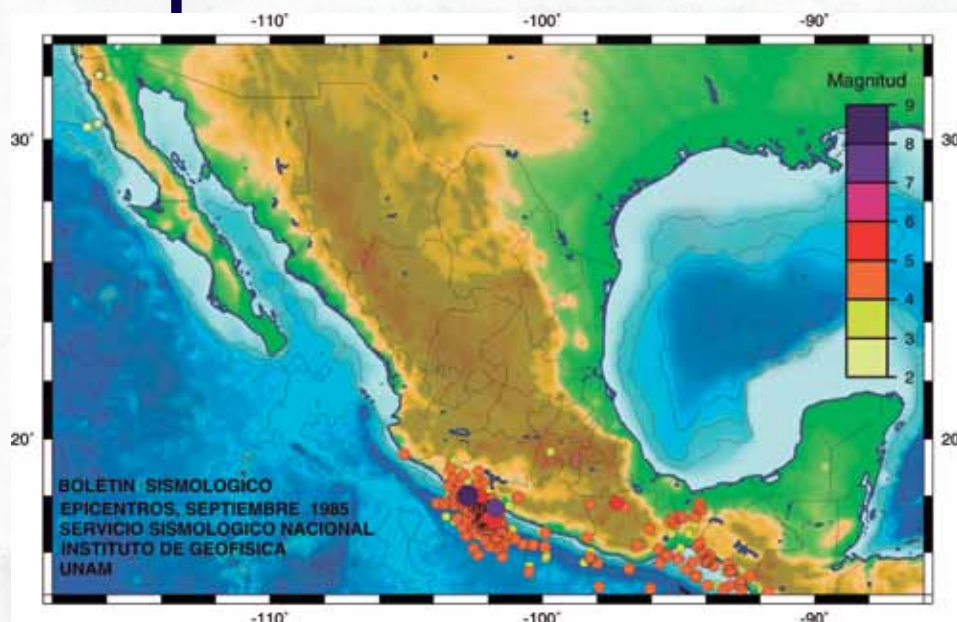 -110° -100° -90°
Magnitud
9
8
30° 30°
7
6
5
4
3
2
20° 20°
BOLETIN SISMOLOGICO
EPICENTROS, SEPTIEMBRE 1985
SERVICIO SISMOLOGICO NACIONAL
INSTITUTO DE GEOFISICA
UNAM
-110° -100° -90°